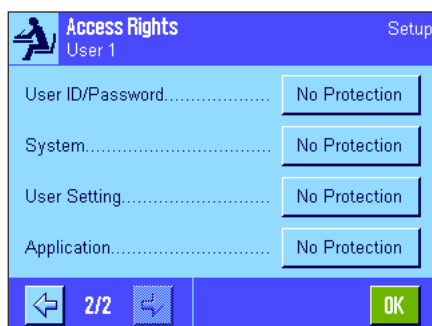 Access Rights Setup
User 1
User ID/Password................... No Protection
System................................. No Protection
User Setting........................... No Protection
Application............................ No Protection
2/2 OK